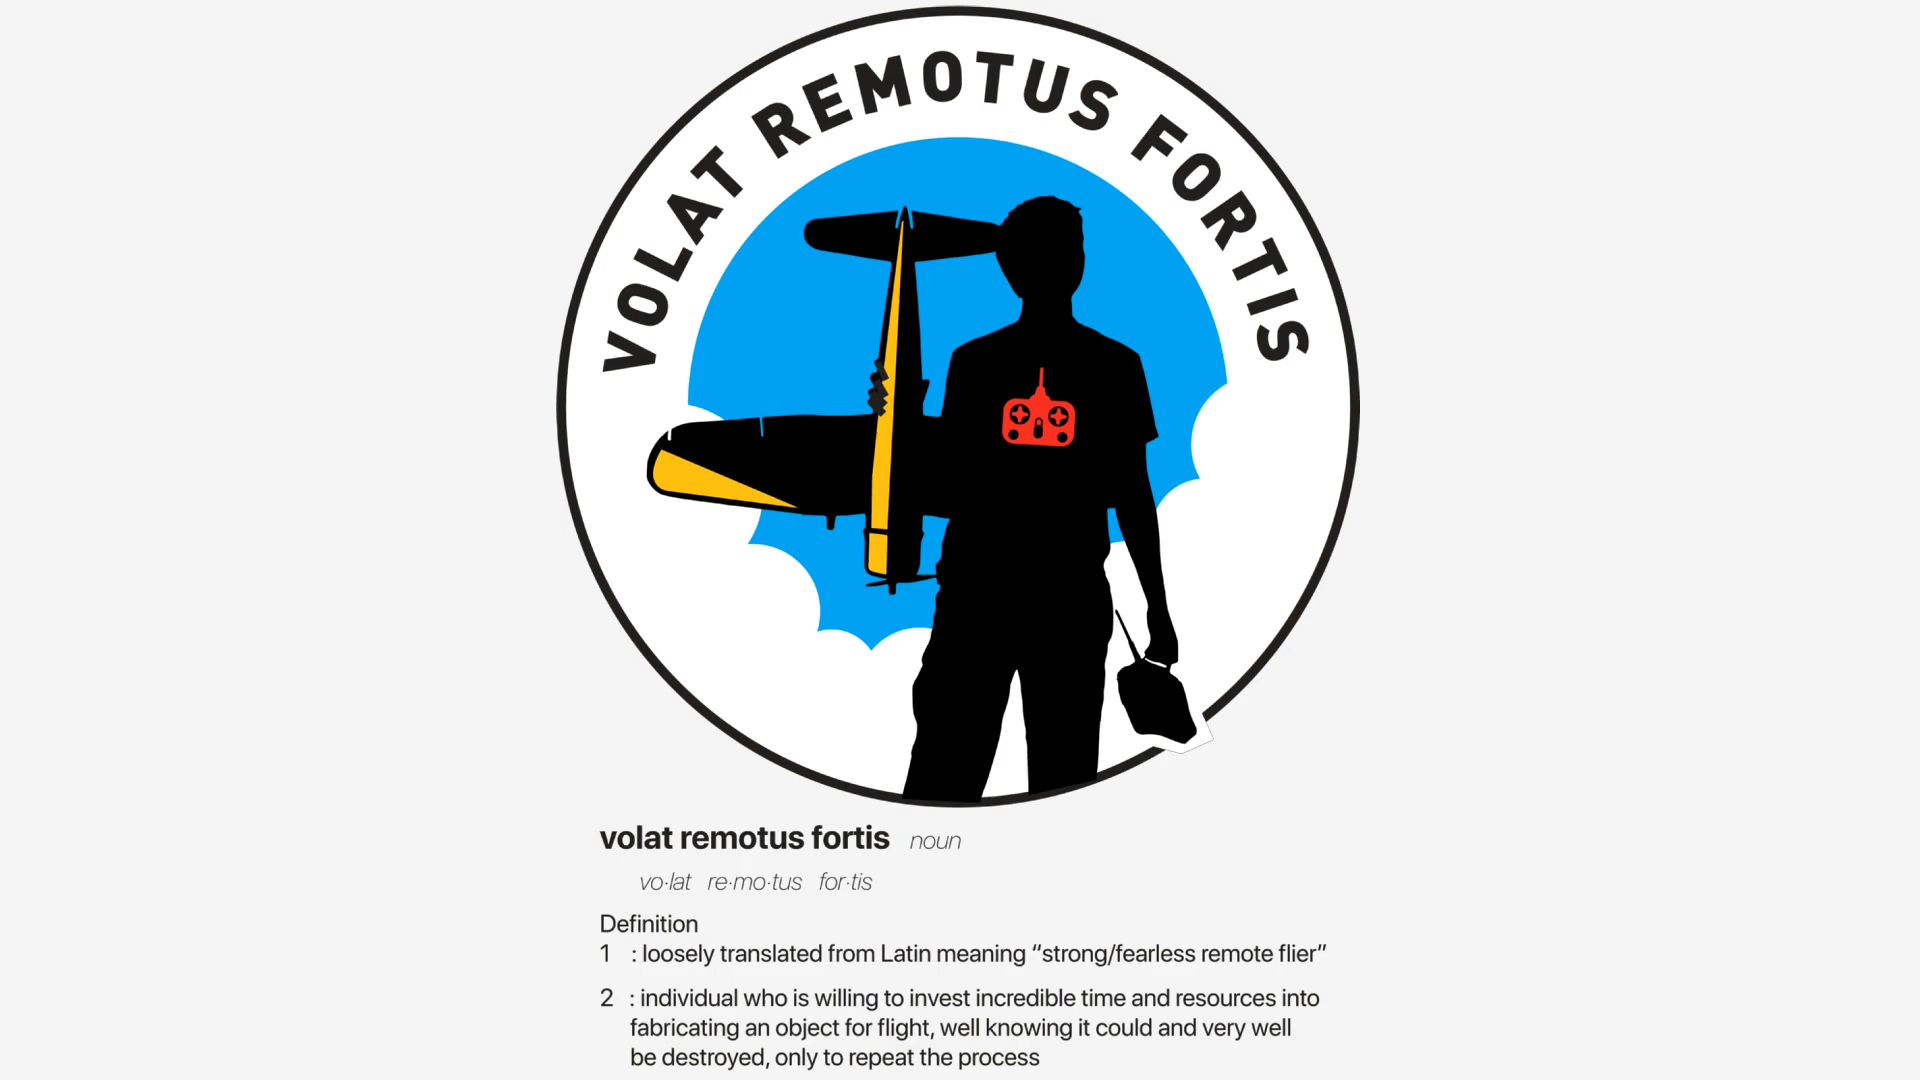 VOLAT REMOTUS FORTIS
volat remotus fortis noun
vo·lat re·mo·tus for·tis
Definition
1 : loosely translated from Latin meaning “strong/fearless remote flier”
2 : individual who is willing to invest incredible time and resources into
fabricating an object for flight, well knowing it could and very well
be destroyed, only to repeat the process